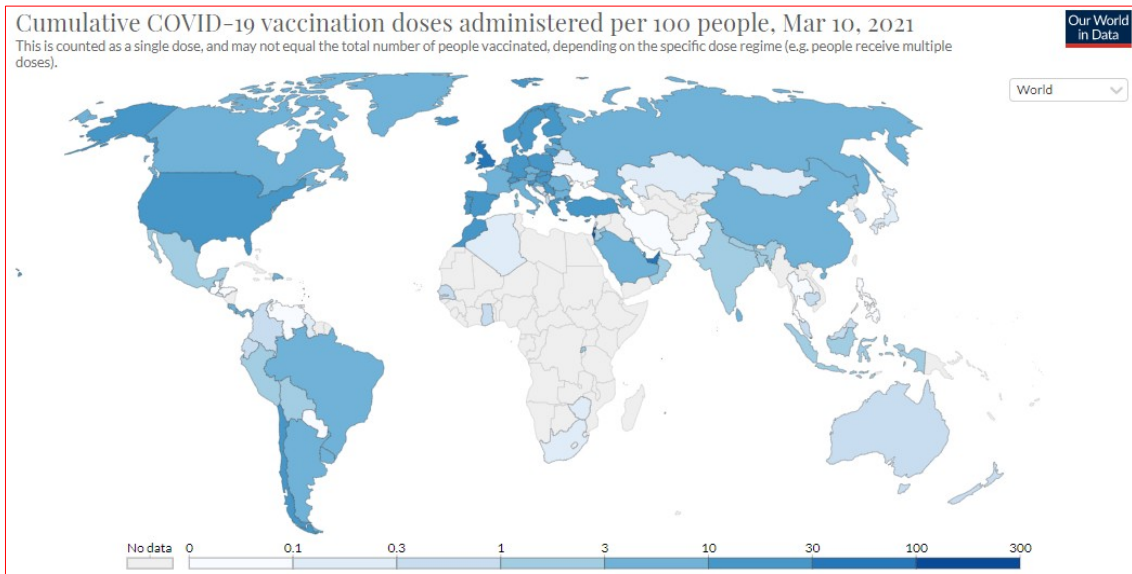 Cumulative COVID-19 vaccination doses administered per 100 people, Mar 10, 2021
This is counted as a single dose, and may not equal the total number of people vaccinated, depending on the specific dose regime (e.g. people receive multiple
doses).
Our World
in Data
World
No data 0 0.1 0.3 1 3 10 30 100 300